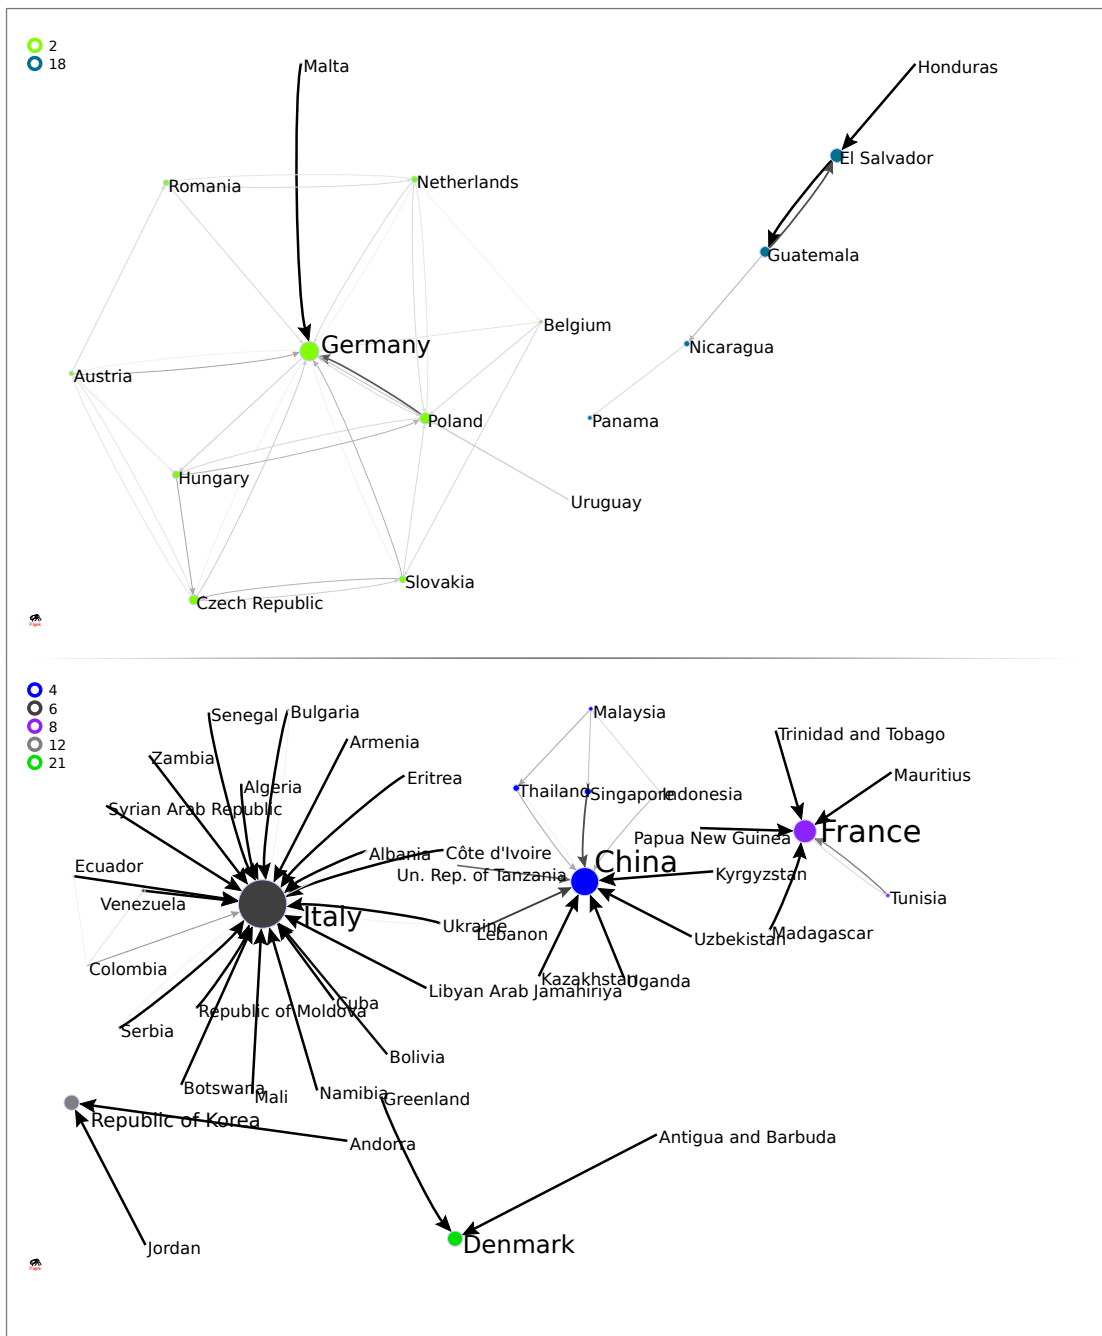 2
18
Malta
Honduras
El Salvador
Romania
Netherlands
Guatemala
Belgium
Germany
Nicaragua
Austria
Poland
Panama
Hungary
Uruguay
Slovakia
Czech Republic
4
6
8
12
21
Senegal
Bulgaria
Malaysia
Armenia
Trinidad and Tobago
Zambia
Eritrea
Mauritius
Algeria
Thailand
Singapore
Indonesia
Syrian Arab Republic
France
Papua New Guinea
Albania
Côte d'Ivoire
China
Ecuador
Un. Rep. of Tanzania
Kyrgyzstan
Venezuela
Tunisia
Italy
Ukraine
Lebanon
Uzbekistan
Madagascar
Colombia
Kazakhstan
Uganda
Libyan Arab Jamahiriya
Cuba
Republic of Moldova
Serbia
Bolivia
Botswana
Mali
Namibia
Greenland
Republic of Korea
Andorra
Antigua and Barbuda
Jordan
Denmark